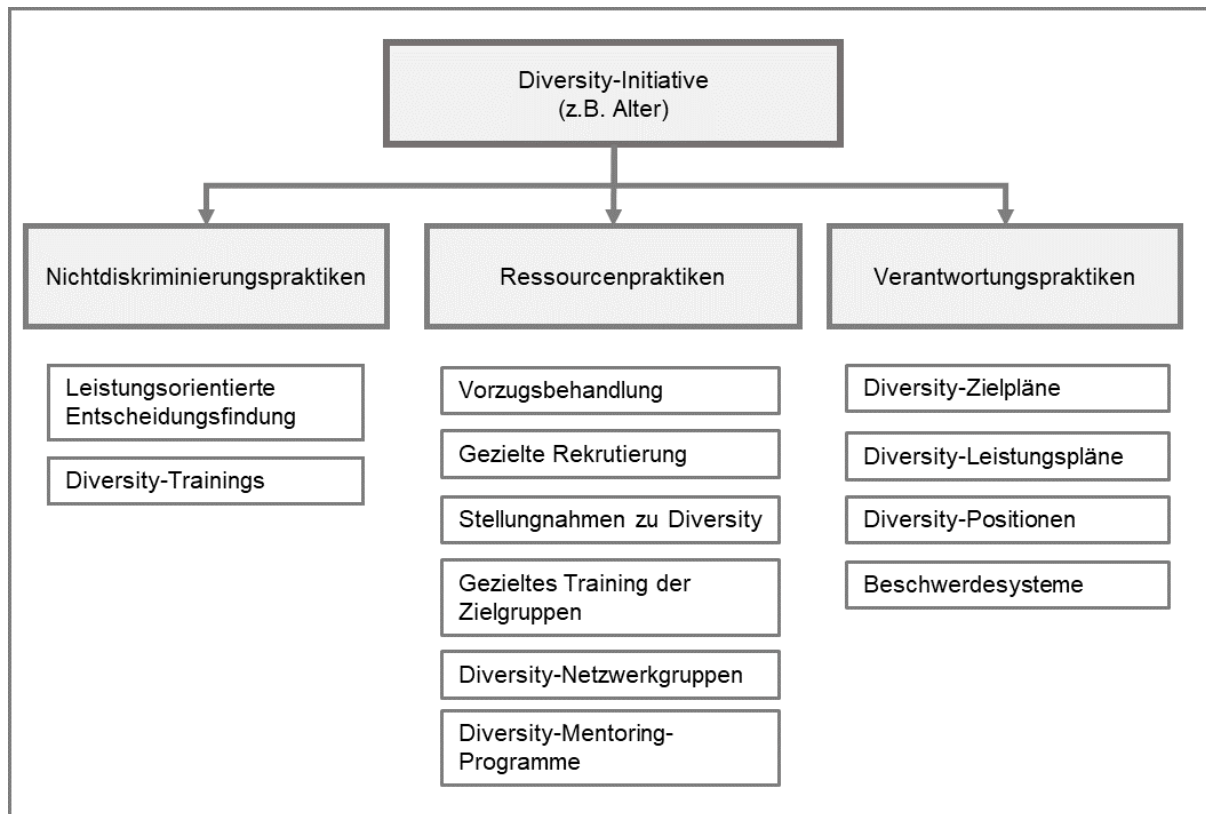 Diversity-Initiative
(z.B. Alter)
Nichtdiskriminierungspraktiken
Leistungsorientierte
Entscheidungsfindung
Diversity-Trainings
Ressourcenpraktiken
Vorzugsbehandlung
Gezielte Rekrutierung
Stellungnahmen zu Diversity
Gezieltes Training der
Zielgruppen
Diversity-Netzwerkgruppen
Diversity-Mentoring-
Programme
Verantwortungspraktiken
Diversity-Zielpläne
Diversity-Leistungspläne
Diversity-Positionen
Beschwerdesysteme